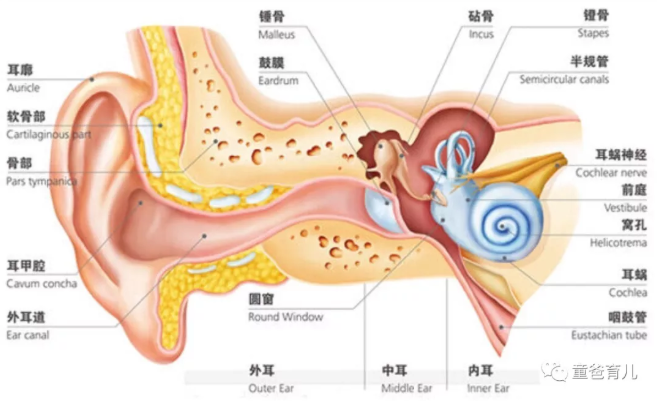 锤骨
Malleus
砧骨
Incus
镫骨
Stapes
鼓膜
Eardrum
半规管
Semicircular canals
耳廓
Auricle
软骨部
Cartilaginous part
骨部
Pars tympanica
耳蜗神经
Cochlear nerve
前庭
Vestibule
窝孔
Helicotrema
耳甲腔
Cavum concha
耳蜗
Cochlea
圆窗
Round Window
外耳道
Ear canal
咽鼓管
Eustachian tube
外耳
Outer Ear
中耳
Middle Ear
内耳
Inner Ear
童爸育儿